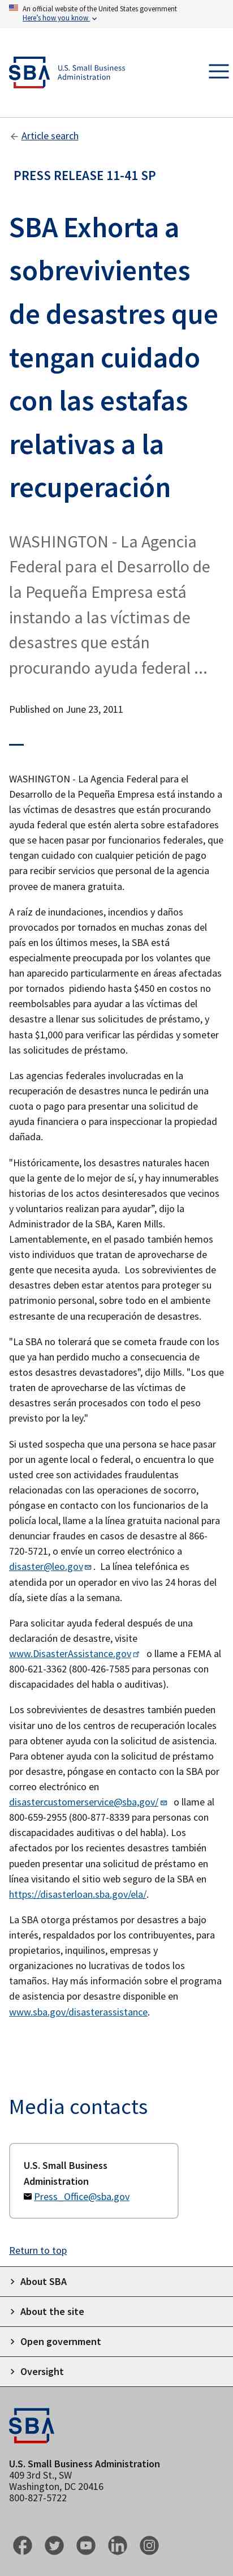 An official website of the United States government
Here's how you know
SBA U.S. Small Business
Administration
Article search
PRESS RELEASE 11-41 SP
SBA Exhorta a
sobrevivientes
de desastres que
tengan cuidado
con las estafas
relativas a la
recuperación
WASHINGTON - La Agencia
Federal para el Desarrollo de
la Pequeña Empresa está
instando a las víctimas de
desastres que están
procurando ayuda federal ...
Published on June 23, 2011
WASHINGTON - La Agencia Federal para el
Desarrollo de la Pequeña Empresa está instando a
las víctimas de desastres que están procurando
ayuda federal que estén alerta sobre estafadores
que se hacen pasar por funcionarios federales, que
tengan cuidado con cualquier petición de pago
para recibir servicios que personal de la agencia
provee de manera gratuita.
A raíz de inundaciones, incendios y daños
provocados por tornados en muchas zonas del
país en los últimos meses, la SBA está
especialmente preocupada por los volantes que
han aparecido particularmente en áreas afectadas
por tornados  pidiendo hasta $450 en costos no
reembolsables para ayudar a las víctimas del
desastre a llenar sus solicitudes de préstamo, y
hasta $1,000 para verificar las pérdidas y someter
las solicitudes de préstamo.
Las agencias federales involucradas en la
recuperación de desastres nunca le pedirán una
cuota o pago para presentar una solicitud de
ayuda financiera o para inspeccionar la propiedad
dañada.
"Históricamente, los desastres naturales hacen
que la gente de lo mejor de sí, y hay innumerables
historias de los actos desinteresados que vecinos
y voluntarios realizan para ayudar”, dijo la
Administrador de la SBA, Karen Mills.
Lamentablemente, en el pasado también hemos
visto individuos que tratan de aprovecharse de
gente que necesita ayuda.  Los sobrevivientes de
desastres deben estar atentos para proteger su
patrimonio personal, sobre todo en el ambiente
estresante de una recuperación de desastres.
"La SBA no tolerará que se cometa fraude con los
que ya han perdido mucho a consecuencia de
estos desastres devastadores", dijo Mills. "Los que
traten de aprovecharse de las víctimas de
desastres serán procesados con todo el peso
previsto por la ley."
Si usted sospecha que una persona se hace pasar
por un agente local o federal, o encuentra lo que
usted cree son actividades fraudulentas
relacionadas con las operaciones de socorro,
póngase en contacto con los funcionarios de la
policía local, llame a la línea gratuita nacional para
denunciar fraudes en casos de desastre al 866-
720-5721, o envíe un correo electrónico a
disaster@leo.gov .  La línea telefónica es
atendida por un operador en vivo las 24 horas del
día, siete días a la semana.
Para solicitar ayuda federal después de una
declaración de desastre, visite
www.DisasterAssistance.gov  o llame a FEMA al
800-621-3362 (800-426-7585 para personas con
discapacidades del habla o auditivas).
Los sobrevivientes de desastres también pueden
visitar uno de los centros de recuperación locales
para obtener ayuda con la solicitud de asistencia.
Para obtener ayuda con la solicitud de préstamo
por desastre, póngase en contacto con la SBA por
correo electrónico en
disastercustomerservice@sba,gov/  o llame al
800-659-2955 (800-877-8339 para personas con
discapacidades auditivas o del habla). Los
afectados por los recientes desastres también
pueden presentar una solicitud de préstamo en
línea visitando el sitio web seguro de la SBA en
https://disasterloan.sba.gov/ela/.
La SBA otorga préstamos por desastres a bajo
interés, respaldados por los contribuyentes, para
propietarios, inquilinos, empresas y
organizaciones no lucrativas de todos los
tamaños. Hay más información sobre el programa
de asistencia por desastre disponible en
www.sba.gov/disasterassistance.
Media contacts
U.S. Small Business
Administration
Press_Office@sba.gov
Return to top
About SBA
About the site
Open government
Oversight
SBA
U.S. Small Business Administration
409 3rd St., SW
Washington, DC 20416
800-827-5722